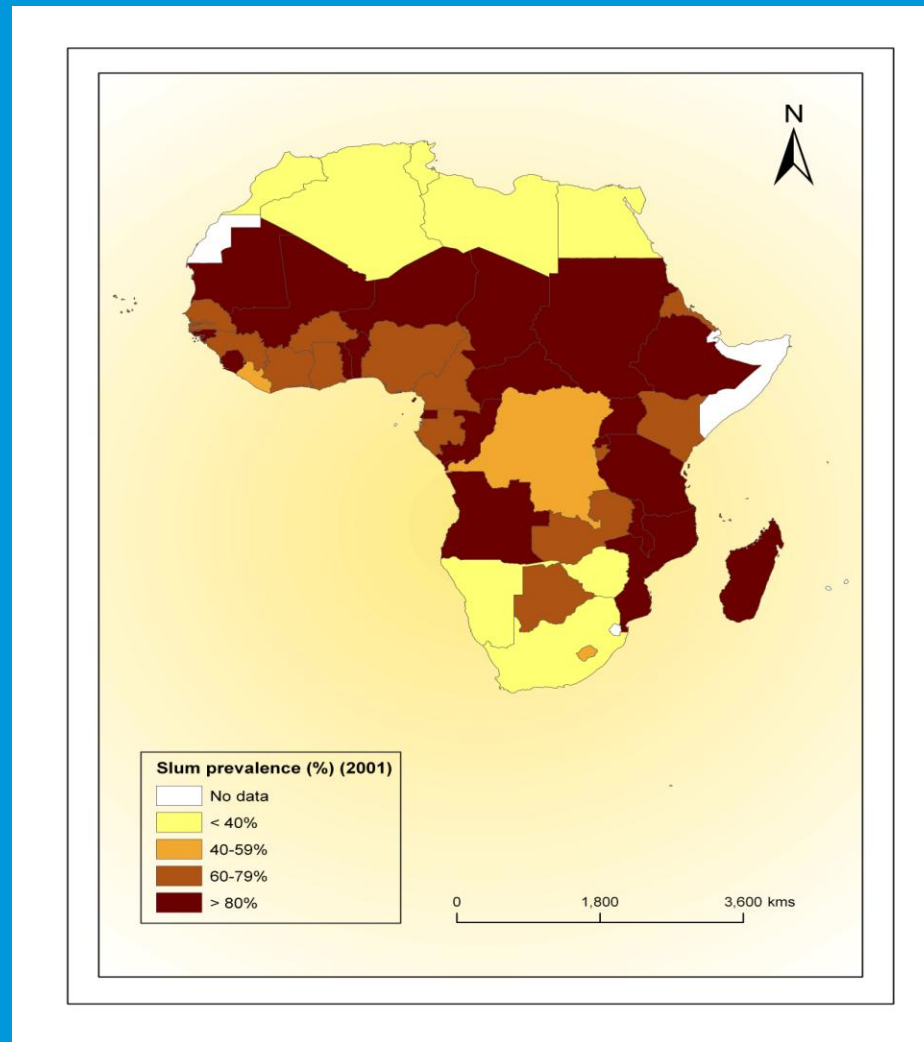 N
Slum prevalence (%) (2001)
No data
< 40%
40-59%
60-79%
> 80%
0 1,800 3,600 kms